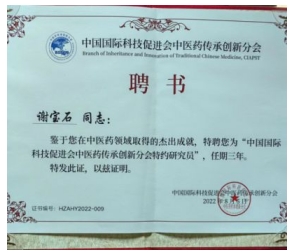 中国国际科技促进会中医药传承创新分会
Branch of Inheritance and Innovation of Traditional Chinese Medicine, CIAPST
聘 书
谢宝石 同志：
鉴于您在中医药领域取得的杰出成就，特聘您为“中国国际
科技促进会中医药传承创新分会特约研究员”，任期三年。
特发此证，以兹证明。
中国国际科技促进会中医药传承创新分会
证书编号：HZAHY2022-009